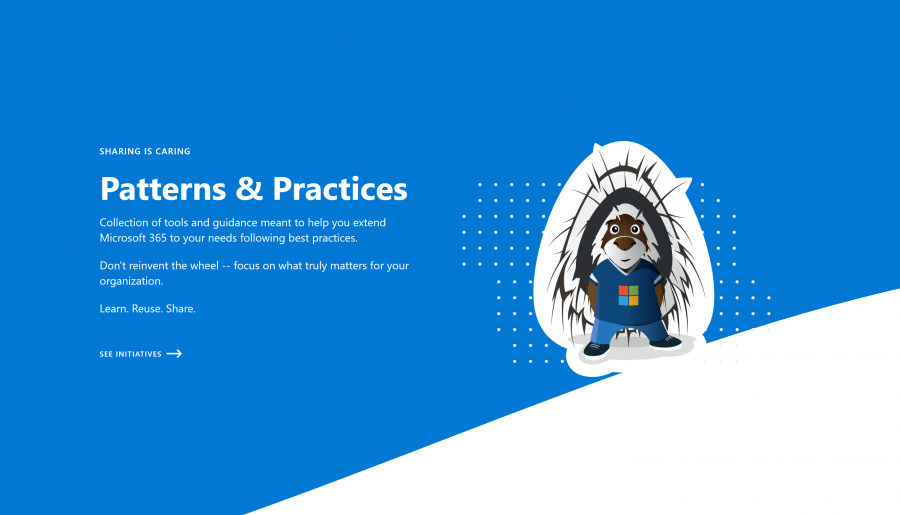 SHARING IS CARING
Patterns & Practices
Collection of tools and guidance meant to help you extend
Microsoft 365 to your needs following best practices.
Don't reinvent the wheel -- focus on what truly matters for your
organization.
Learn. Reuse. Share.
SEE INITIATIVES